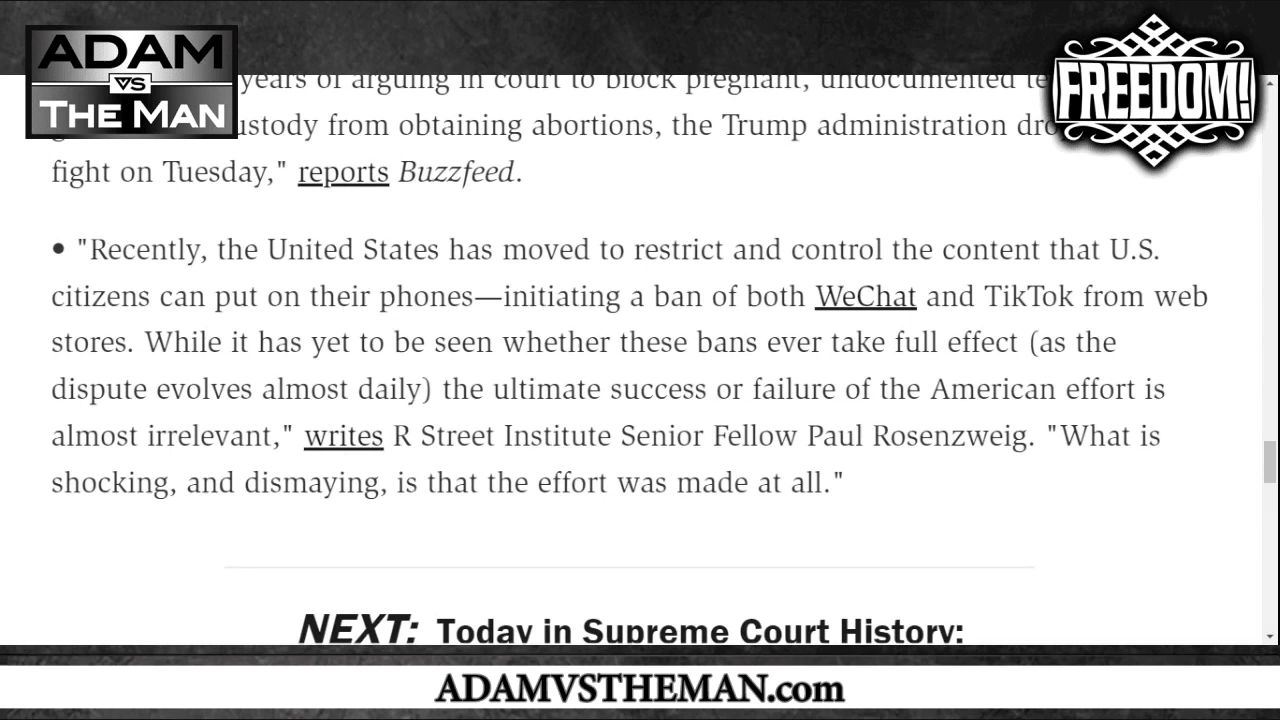 ADAM
VS
THE MAN
FREEDOM!
years of arguing in court to block pregnant, undocumented
custody from obtaining abortions, the Trump administration
fight on Tuesday," reports Buzzfeed.
• "Recently, the United States has moved to restrict and control the content that U.S.
citizens can put on their phones—initiating a ban of both WeChat and TikTok from web
stores. While it has yet to be seen whether these bans ever take full effect (as the
dispute evolves almost daily) the ultimate success or failure of the American effort is
almost irrelevant," writes R Street Institute Senior Fellow Paul Rosenzweig. "What is
shocking, and dismaying, is that the effort was made at all."
NEXT: Today in Supreme Court History:
ADAMVSTHEMAN.com